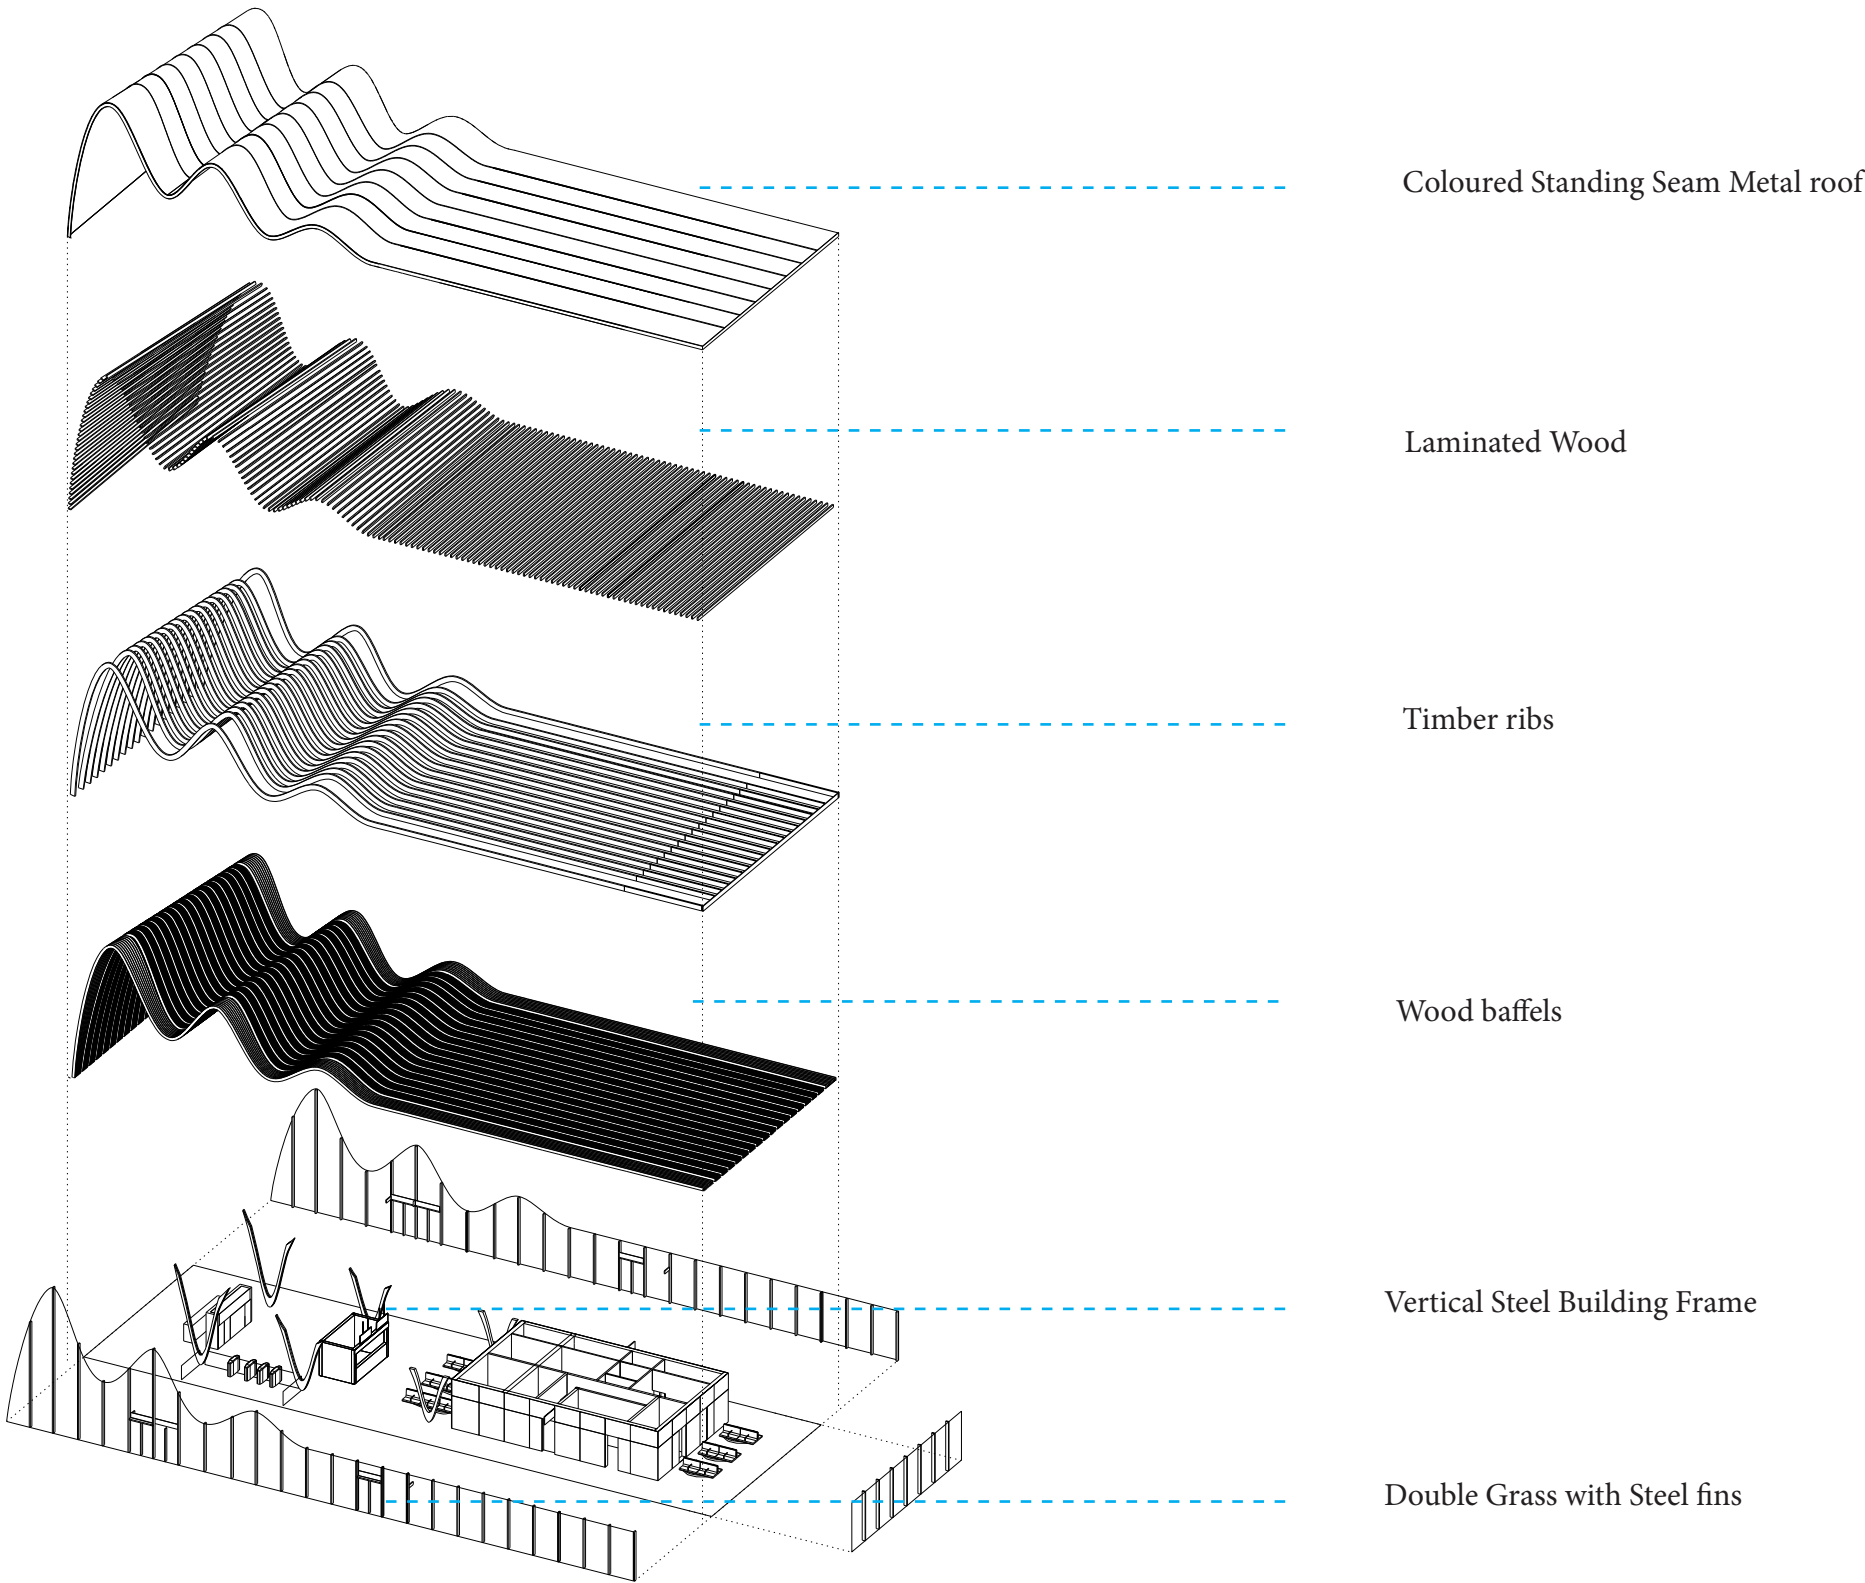 Coloured Standing Seam Metal roof
Laminated Wood
Timber ribs
Wood baffels
Vertical Steel Building Frame
Double Grass with Steel fins